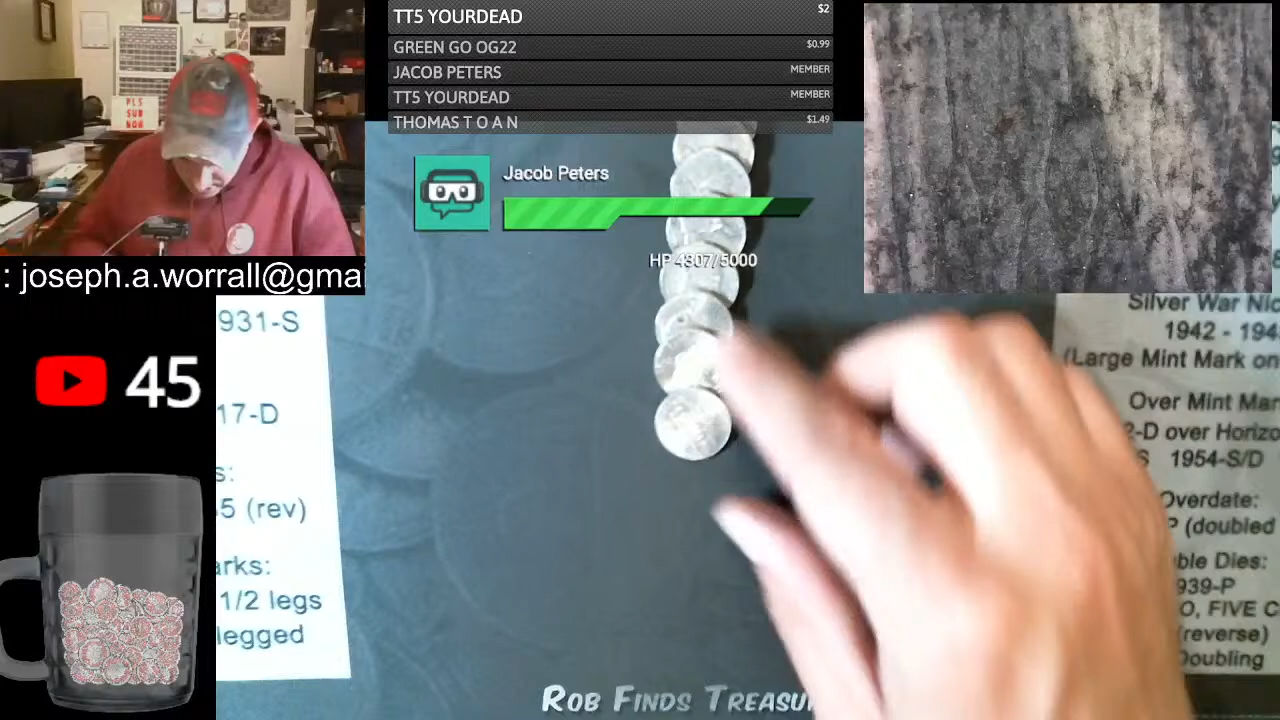 TT5 YOURDEAD $2
GREEN GO OG22 $0.99
JACOB PETERS MEMBER
TT5 YOURDEAD MEMBER
THOMAS T O A N $1.49
PLS
SUB
NOW
Jacob Peters
HP 4307/5000
: joseph.a.worrall@gmai
45
931-S
17-D
s:
5 (rev)
arks:
1/2 legs
legged
Silver War Nic
1942 - 194
(Large Mint Mark on
Over Mint Mar
2-D over Horizo
S 1954-S/D
Overdate:
P (doubled
ble Dies:
939-P
O, FIVE C
(reverse)
Doubling
ROB FINDS TREASU